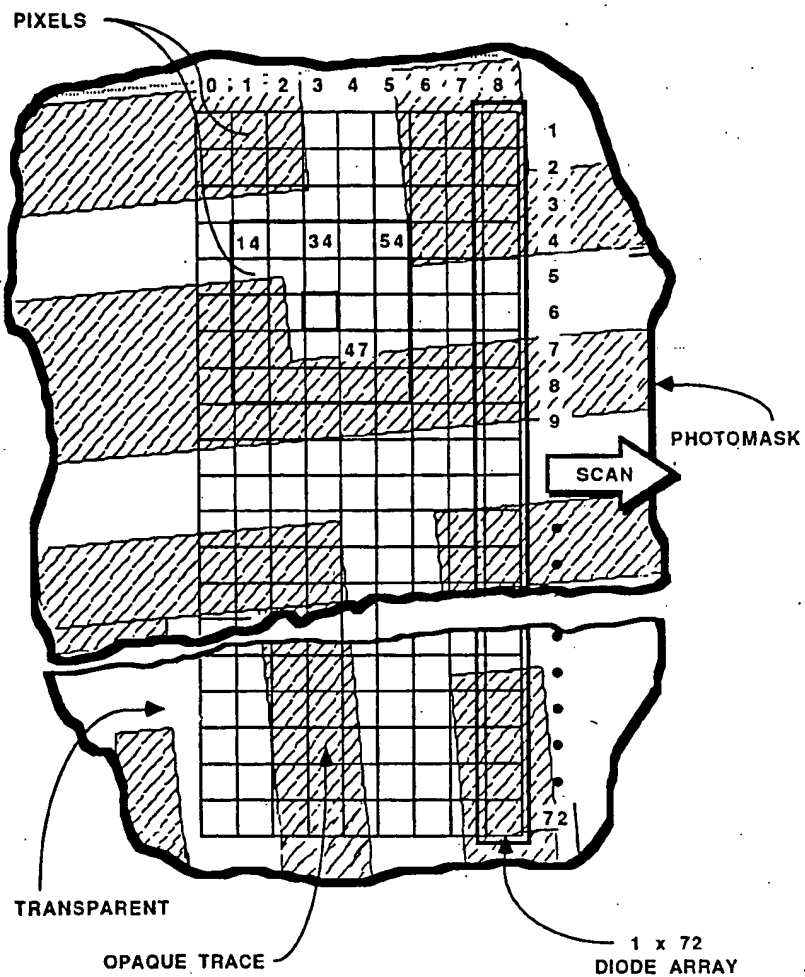 PIXELS
0 1 2 3 4 5 6 7 8
1
2
3
14 34 54 4
5
6
47 7
8
9
PHOTOMASK
SCAN
72
TRANSPARENT
OPAQUE TRACE
1 x 72
DIODE ARRAY